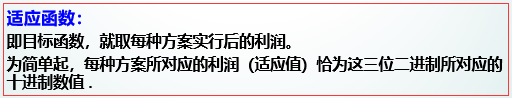 适应函数：
即目标函数，就取每种方案实行后的利润。
为简单起，每种方案所对应的利润（适应值）恰为这三位二进制所对应的
十进制数值．